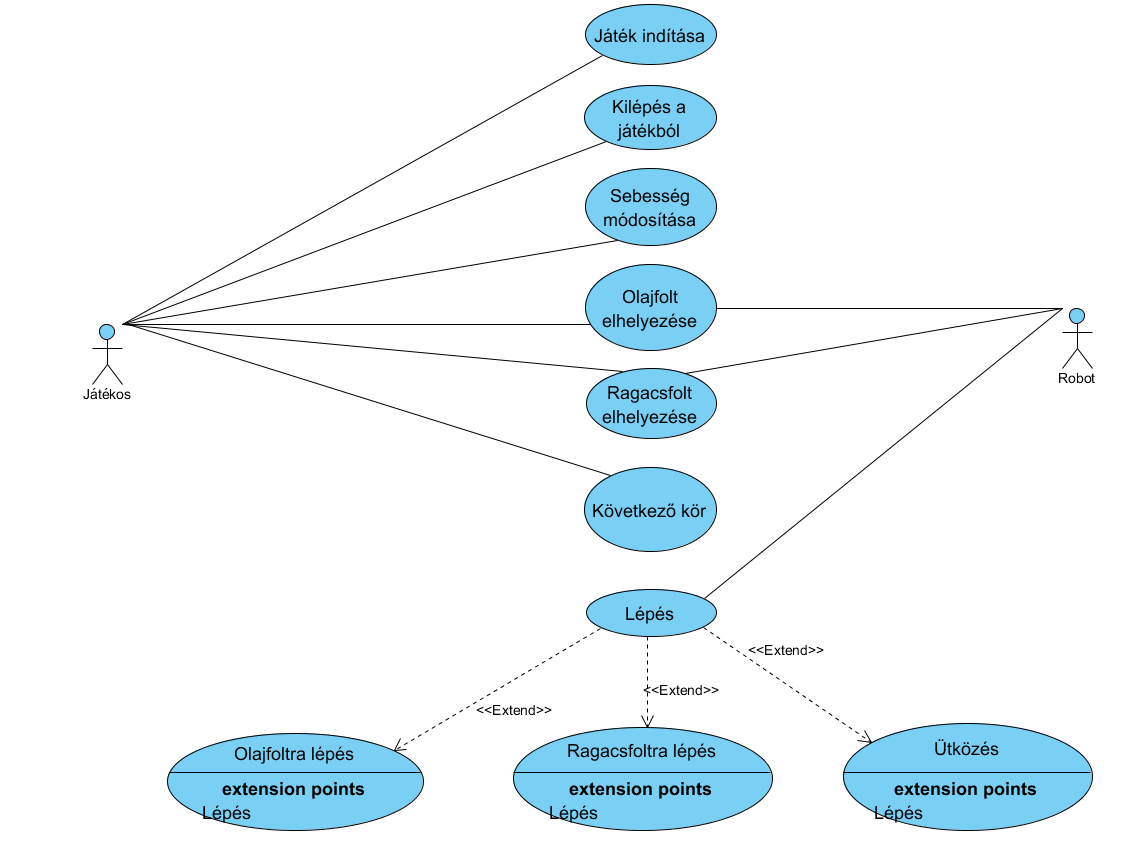 Játék indítása
Kilépés a
játékból
Sebesség
módosítása
Olajfolt
elhelyezése
Ragacsfolt
elhelyezése
Következő kör
Játékos
Robot
Lépés
<<Extend>>
<<Extend>>
<<Extend>>
Olajfoltra lépés
extension points
Lépés
Ragacsfoltra lépés
extension points
Lépés
Ütközés
extension points
Lépés